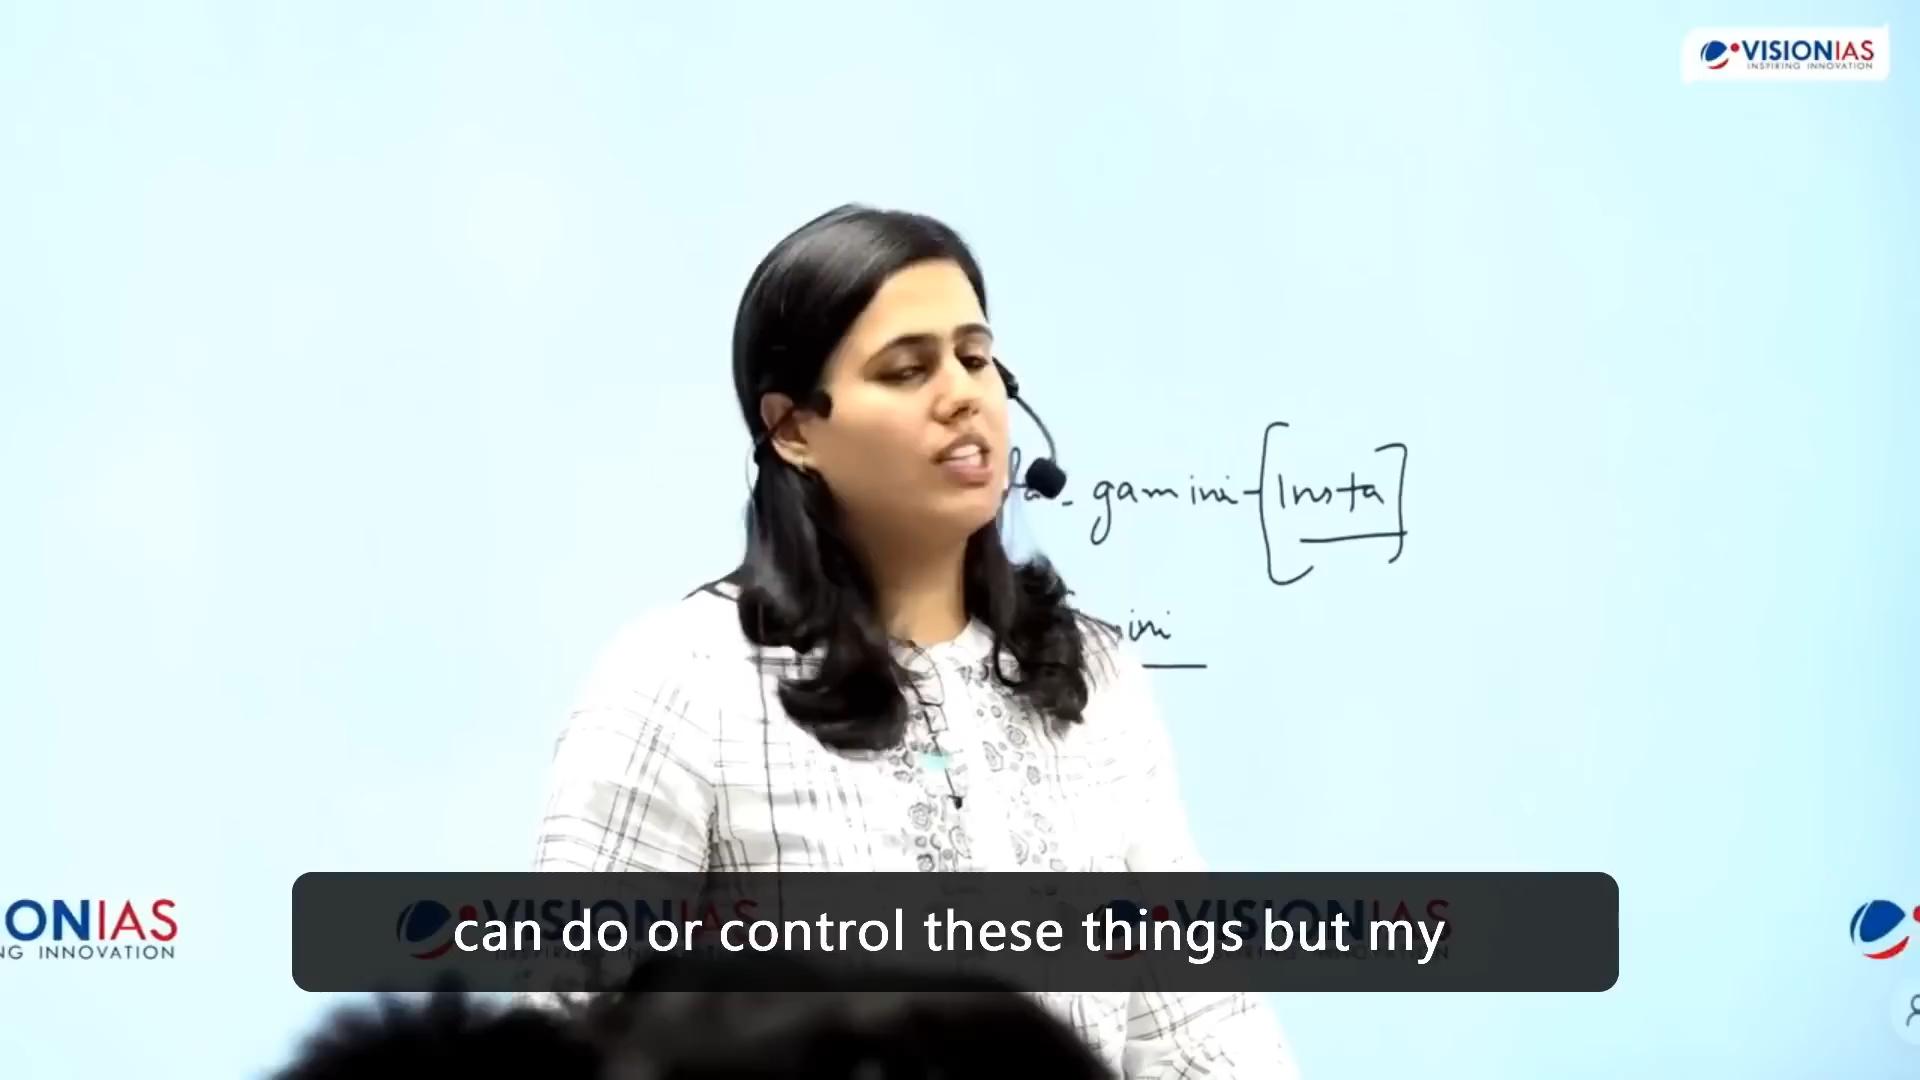 VISIONIAS
INSPIRING INNOVATION
gamini - [Insta]
ini
ONIAS
NG INNOVATION
can do or control these things but my